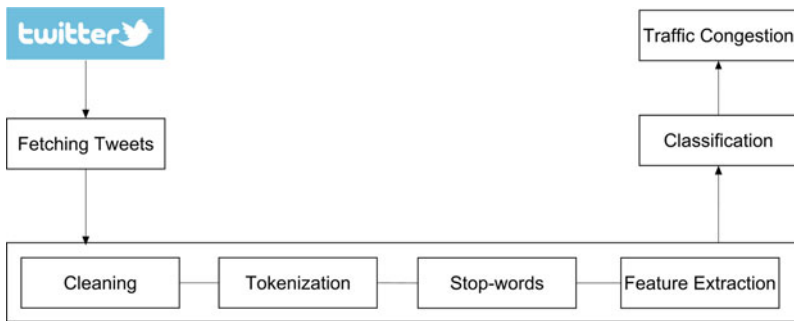 twitter
Traffic Congestion
Fetching Tweets
Classification
Cleaning
Tokenization
Stop-words
Feature Extraction